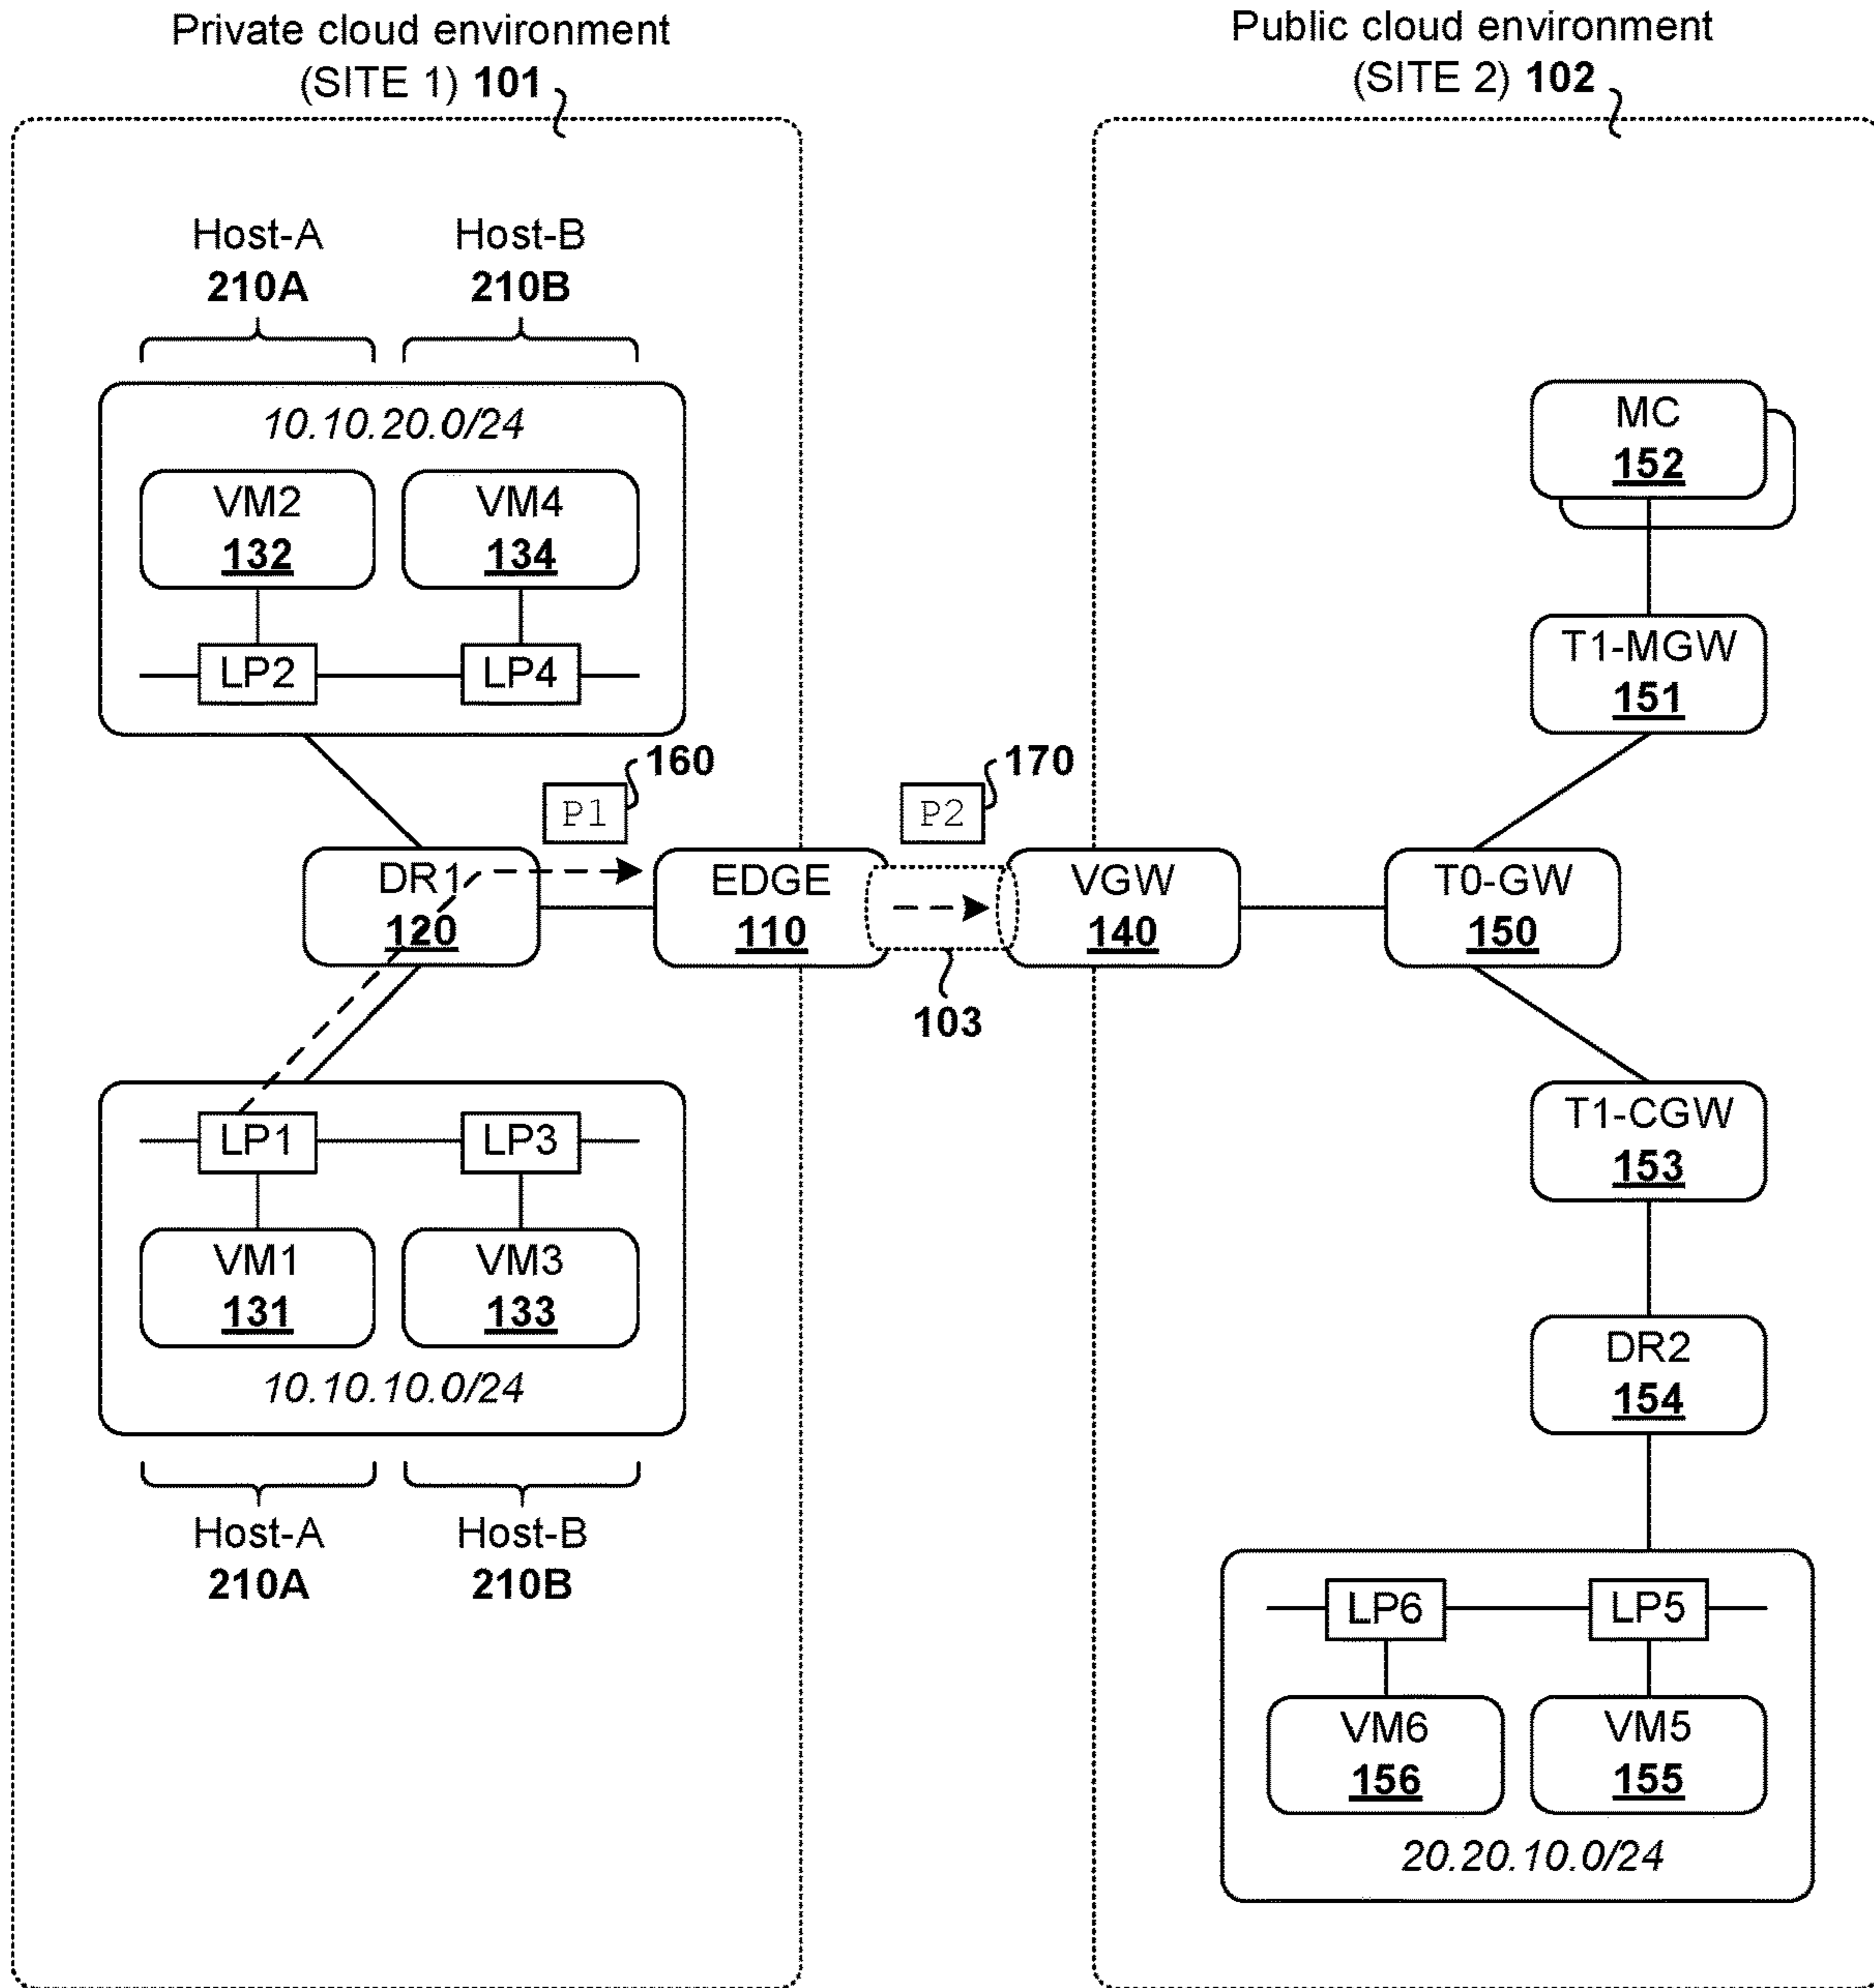 Private cloud environment
(SITE 1) 101
Public cloud environment
(SITE 2) 102
Host-A
210A
Host-B
210B
10.10.20.0/24
VM2
132
VM4
134
LP2
LP4
P1
160
P2
170
DR1
120
EDGE
110
103
VGW
140
T0-GW
150
MC
152
T1-MGW
151
LP1
LP3
VM1
131
VM3
133
10.10.10.0/24
Host-A
210A
Host-B
210B
T1-CGW
153
DR2
154
LP6
LP5
VM6
156
VM5
155
20.20.10.0/24